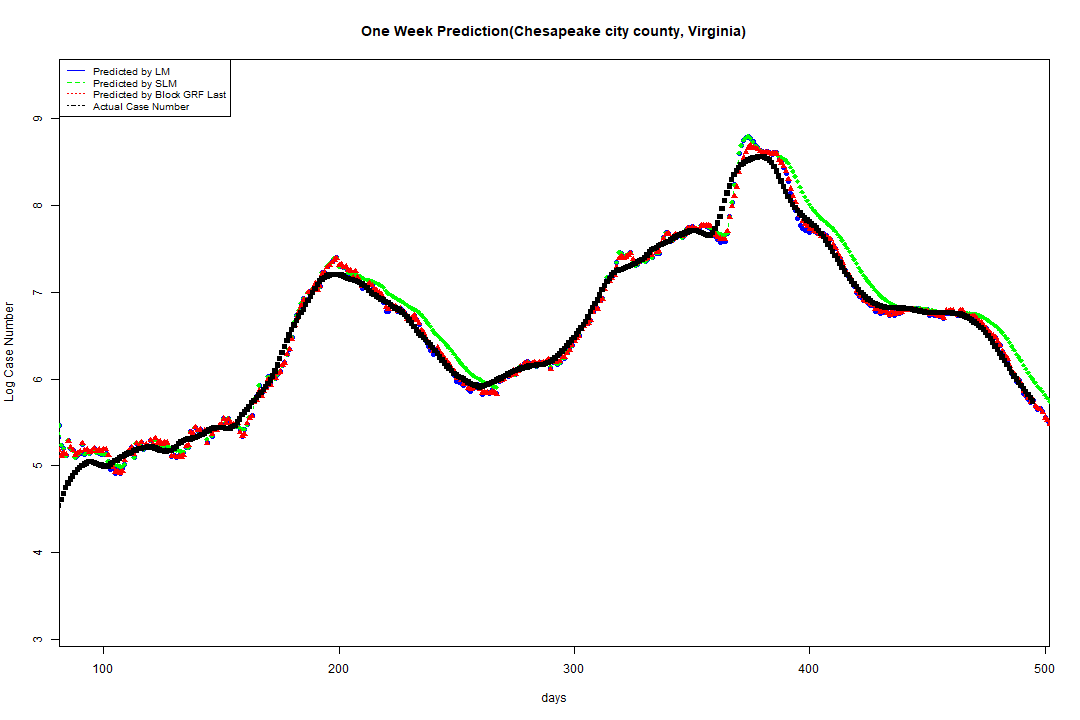 One Week Prediction(Chesapeake city county, Virginia)
Predicted by LM
Predicted by SLM
Predicted by Block GRF Last
Actual Case Number
9
8
7
6
5
4
3
Log Case Number
100 200 300 400 500
days